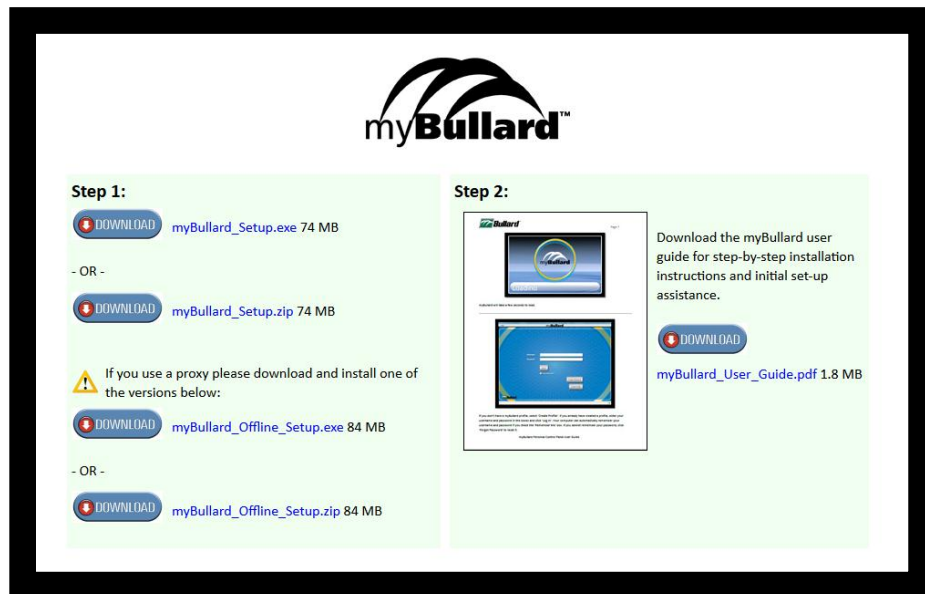 myBullard™
Step 1:
DOWNLOAD
myBullard_Setup.exe 74 MB
- OR -
DOWNLOAD
myBullard_Setup.zip 74 MB
If you use a proxy please download and install one of
the versions below:
DOWNLOAD
myBullard_Offline_Setup.exe 84 MB
- OR -
DOWNLOAD
myBullard_Offline_Setup.zip 84 MB
Step 2:
Bullard
myBullard
myBullard
Download the myBullard user
guide for step-by-step installation
instructions and initial set-up
assistance.
DOWNLOAD
myBullard_User_Guide.pdf 1.8 MB